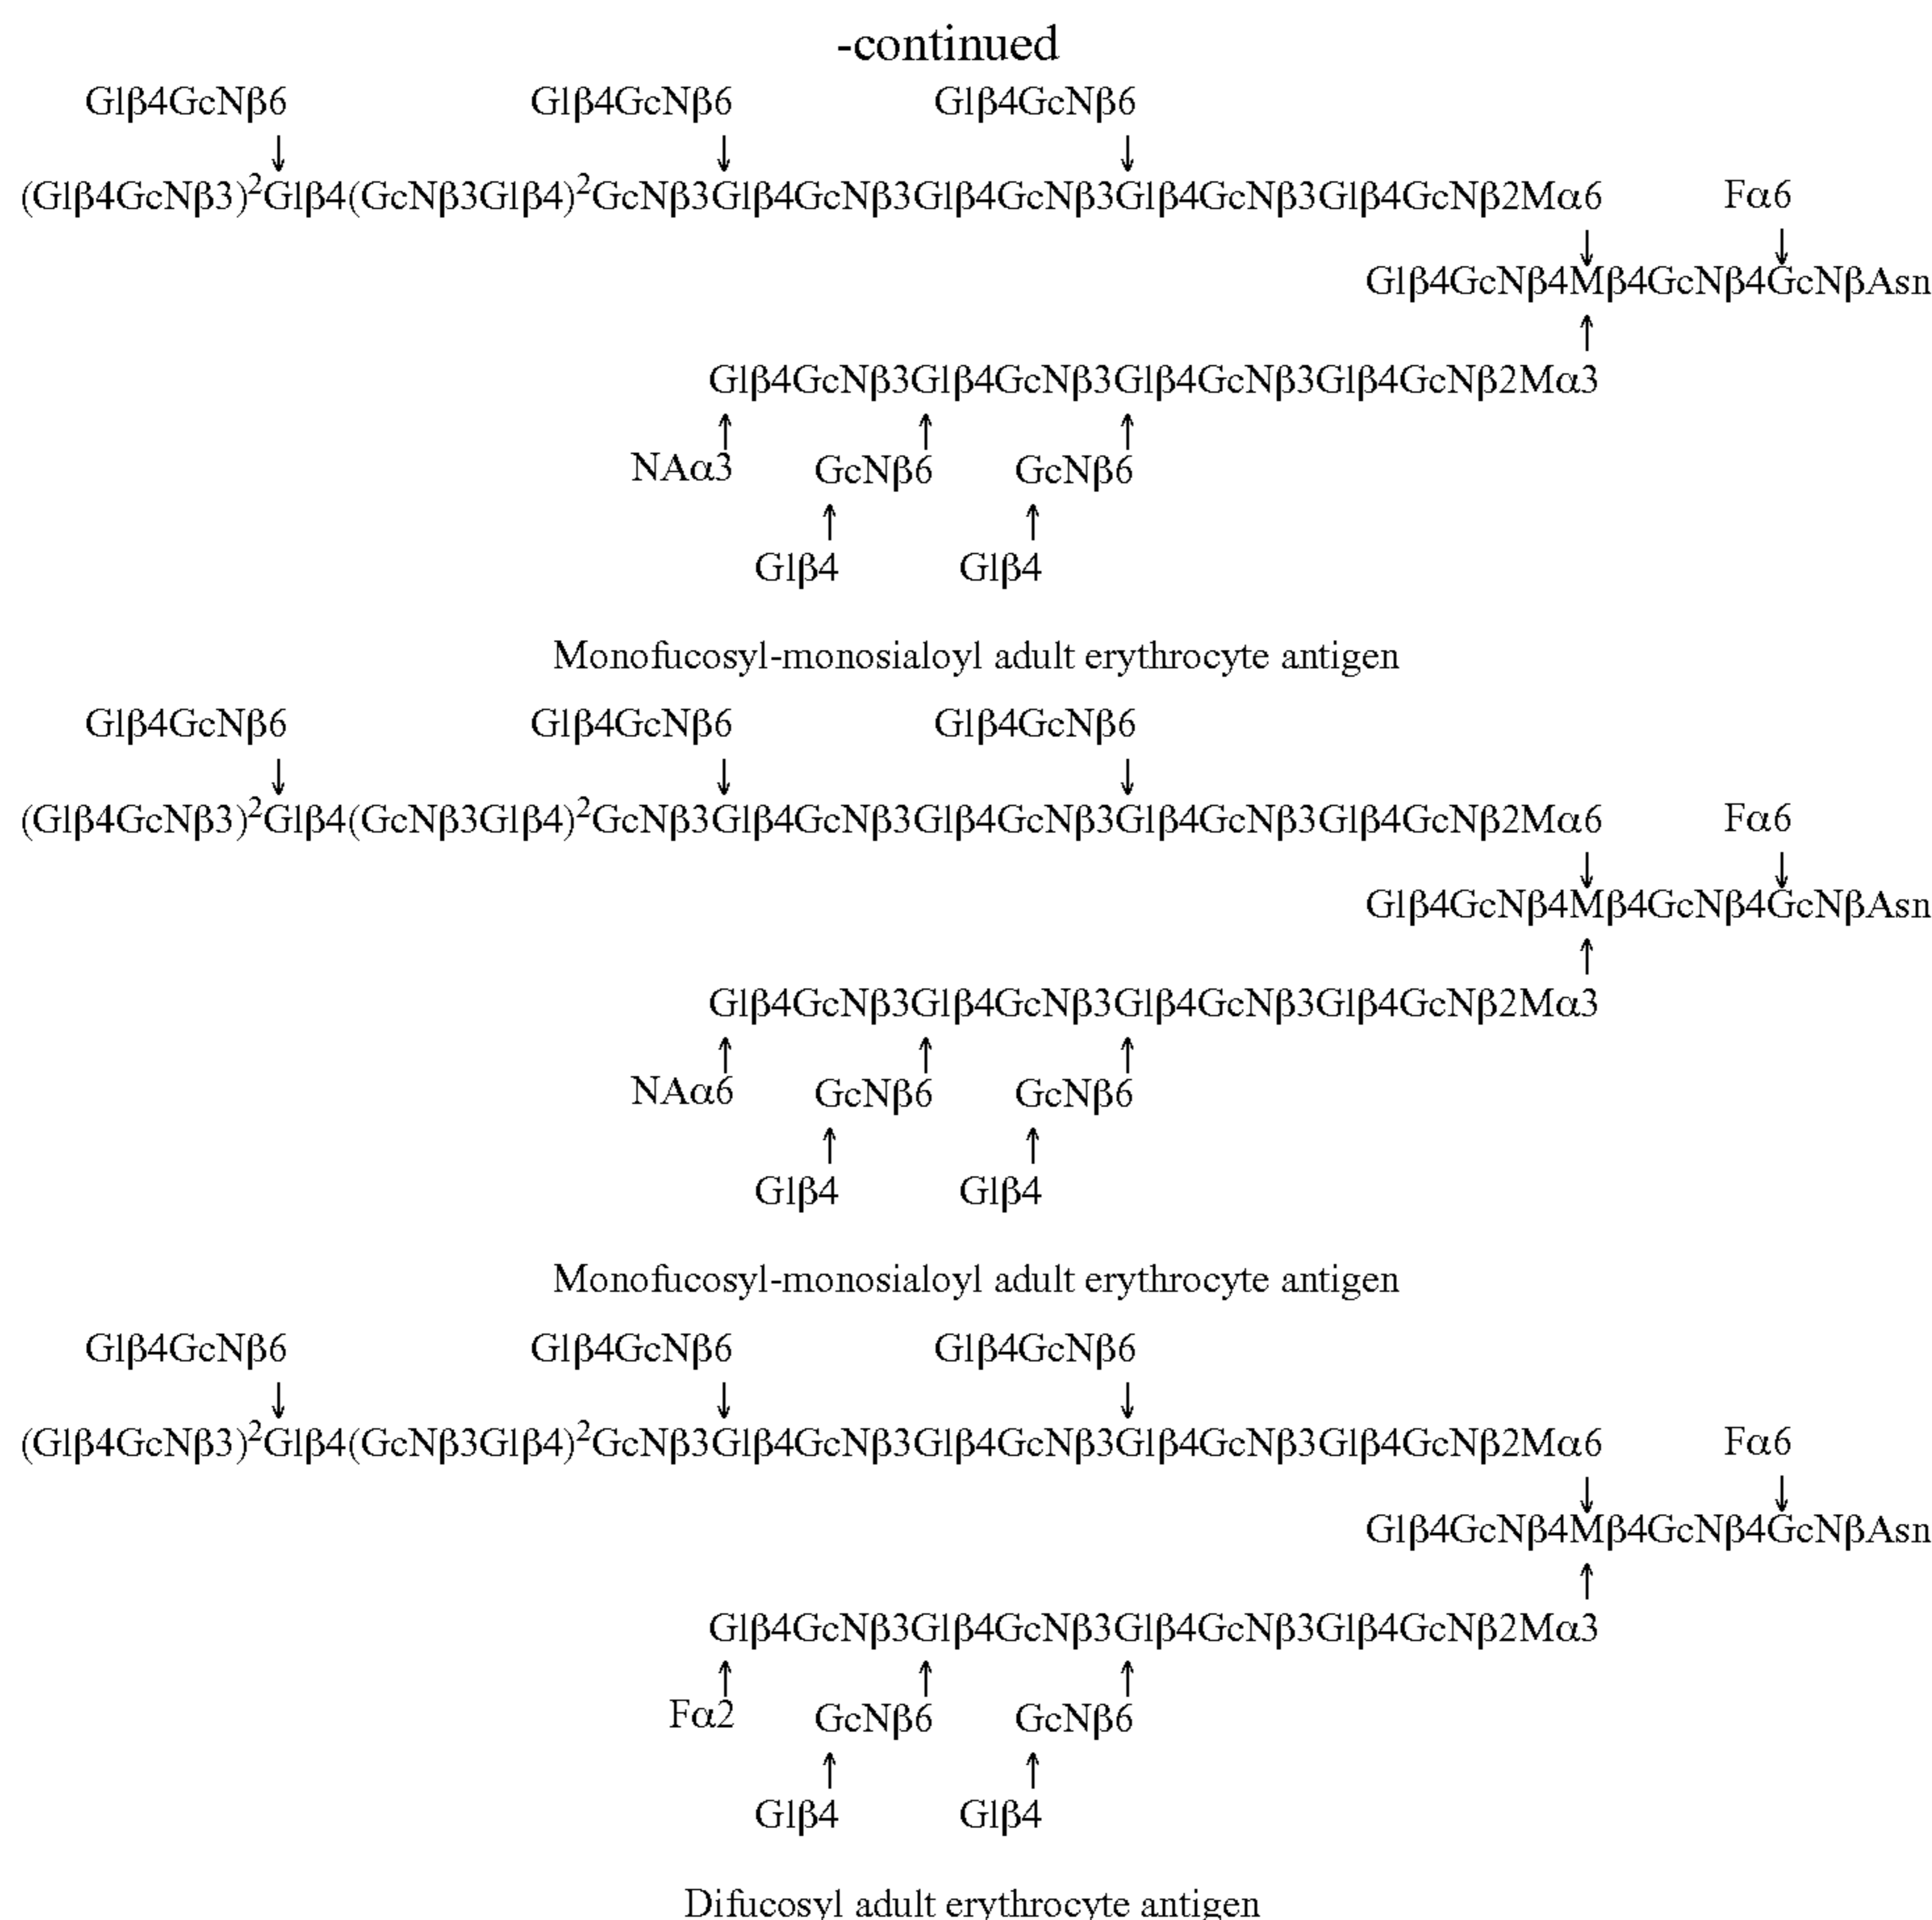 -continued
Glβ4GcNβ6 Glβ4GcNβ6 Glβ4GcNβ6
(Glβ4GcNβ3)²Glβ4(GcNβ3Glβ4)²GcNβ3Glβ4GcNβ3Glβ4GcNβ3Glβ4GcNβ3Glβ4GcNβ2Mα6 Fα6
Glβ4GcNβ4Mβ4GcNβ4GcNβAsn
Glβ4GcNβ3Glβ4GcNβ3Glβ4GcNβ3Glβ4GcNβ2Mα3
NAα3 GcNβ6 GcNβ6
Glβ4 Glβ4
Monofucosyl-monosialoyl adult erythrocyte antigen
Glβ4GcNβ6 Glβ4GcNβ6 Glβ4GcNβ6
(Glβ4GcNβ3)²Glβ4(GcNβ3Glβ4)²GcNβ3Glβ4GcNβ3Glβ4GcNβ3Glβ4GcNβ3Glβ4GcNβ2Mα6 Fα6
Glβ4GcNβ4Mβ4GcNβ4GcNβAsn
Glβ4GcNβ3Glβ4GcNβ3Glβ4GcNβ3Glβ4GcNβ2Mα3
NAα6 GcNβ6 GcNβ6
Glβ4 Glβ4
Monofucosyl-monosialoyl adult erythrocyte antigen
Glβ4GcNβ6 Glβ4GcNβ6 Glβ4GcNβ6
(Glβ4GcNβ3)²Glβ4(GcNβ3Glβ4)²GcNβ3Glβ4GcNβ3Glβ4GcNβ3Glβ4GcNβ3Glβ4GcNβ2Mα6 Fα6
Glβ4GcNβ4Mβ4GcNβ4GcNβAsn
Glβ4GcNβ3Glβ4GcNβ3Glβ4GcNβ3Glβ4GcNβ2Mα3
Fα2 GcNβ6 GcNβ6
Glβ4 Glβ4
Difucosyl adult erythrocyte antigen